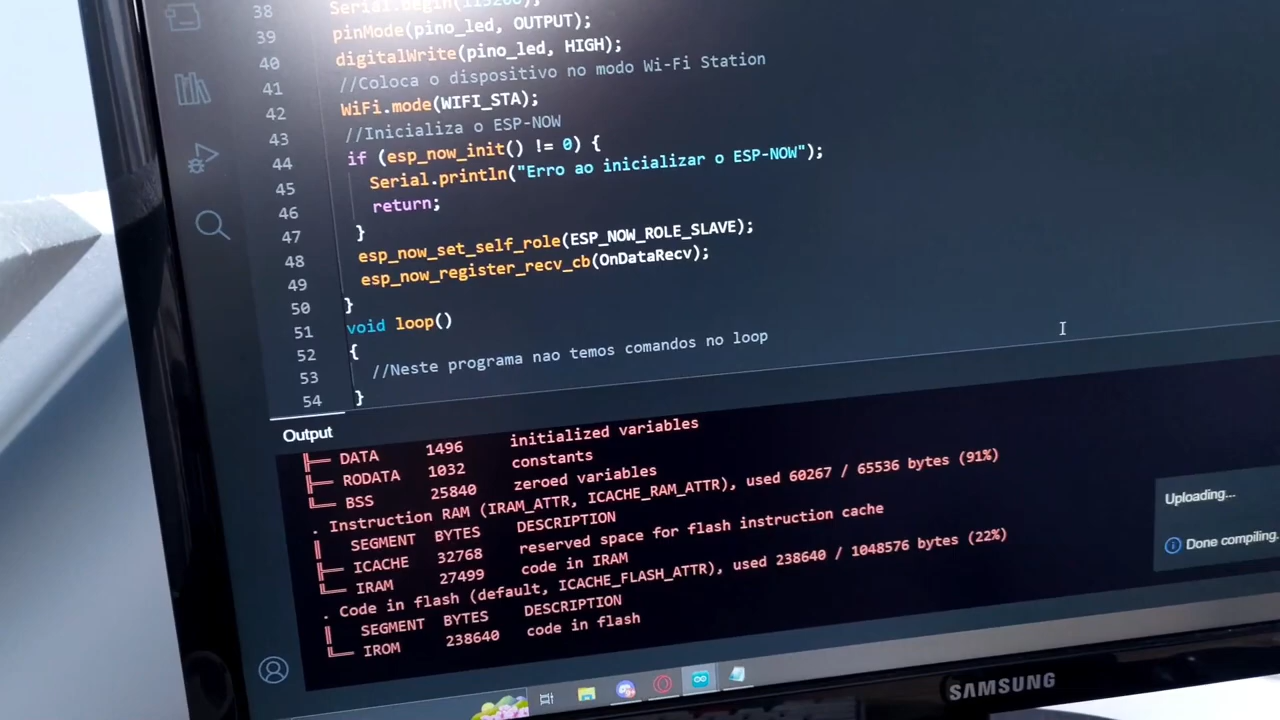 38 Serial.begin(115200);
39 pinMode(pino_led, OUTPUT);
40 digitalWrite(pino_led, HIGH);
41 //Coloca o dispositivo no modo Wi-Fi Station
42 WiFi.mode(WIFI_STA);
43 //Inicializa o ESP-NOW
44 if (esp_now_init() != 0) {
45 Serial.println("Erro ao inicializar o ESP-NOW");
46 return;
47 }
48 esp_now_set_self_role(ESP_NOW_ROLE_SLAVE);
49 esp_now_register_recv_cb(OnDataRecv);
50 }
51 void loop()
52 {
53 //Neste programa nao temos comandos no loop
54 }
Output
╠══ DATA 1496 initialized variables
╠══ RODATA 1032 constants
╚══ BSS 25840 zeroed variables
. Instruction RAM (IRAM_ATTR, ICACHE_RAM_ATTR), used 60267 / 65536 bytes (91%)
║ SEGMENT BYTES DESCRIPTION
╠══ ICACHE 32768 reserved space for flash instruction cache
╚══ IRAM 27499 code in IRAM
. Code in flash (default, ICACHE_FLASH_ATTR), used 238640 / 1048576 bytes (22%)
║ SEGMENT BYTES DESCRIPTION
╚══ IROM 238640 code in flash
Uploading...
Done compiling.
SAMSUNG